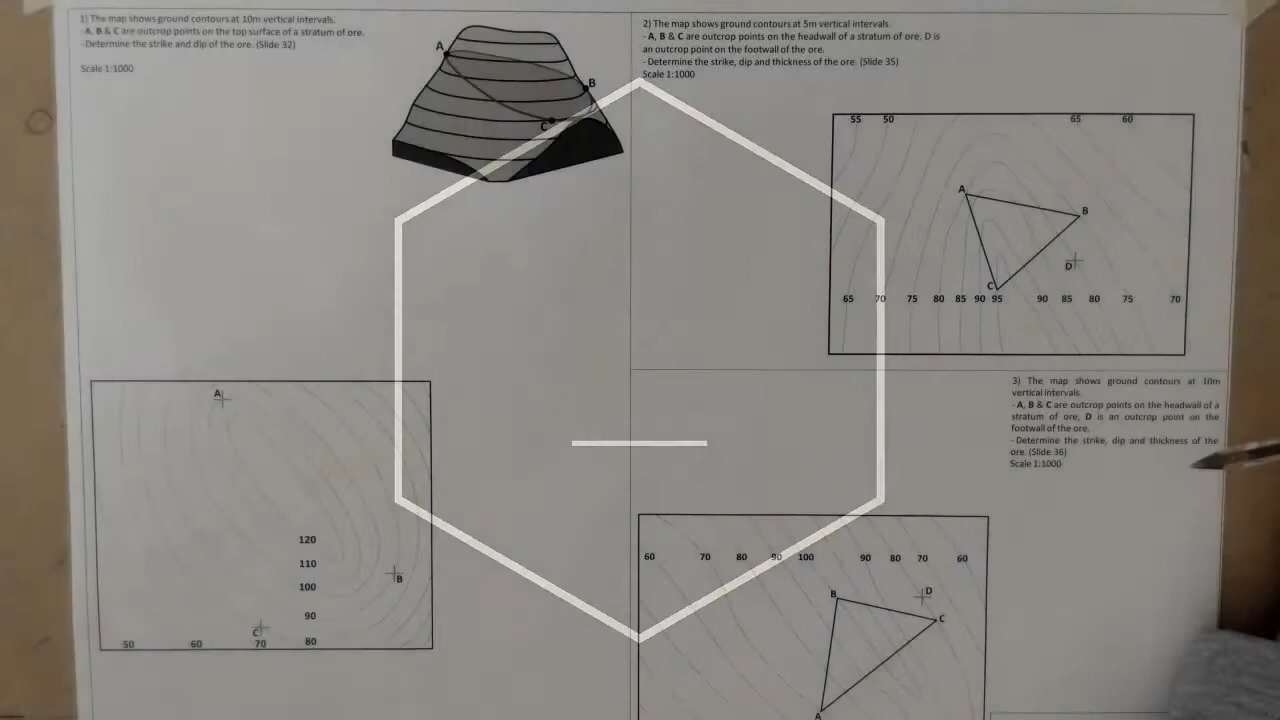 1) The map shows ground contours at 10m vertical intervals.
- A, B & C are outcrop points on the top surface of a stratum of ore.
- Determine the strike and dip of the ore. (Slide 32)
Scale 1:1000
A
B
C
2) The map shows ground contours at 5m vertical intervals.
- A, B & C are outcrop points on the headwall of a stratum of ore, D is
an outcrop point on the footwall of the ore.
- Determine the strike, dip and thickness of the ore. (Slide 35)
Scale 1:1000
55 50 65 60
A
B
D
C
65 70 75 80 85 90 95 90 85 80 75 70
3) The map shows ground contours at 10m
vertical intervals.
- A, B & C are outcrop points on the headwall of a
stratum of ore, D is an outcrop point on the
footwall of the ore.
- Determine the strike, dip and thickness of the
ore. (Slide 36)
Scale 1:1000
A
120
110
B
100
90
C
50 60 70 80
60 70 80 90 100 90 80 70 60
B
D
C
A